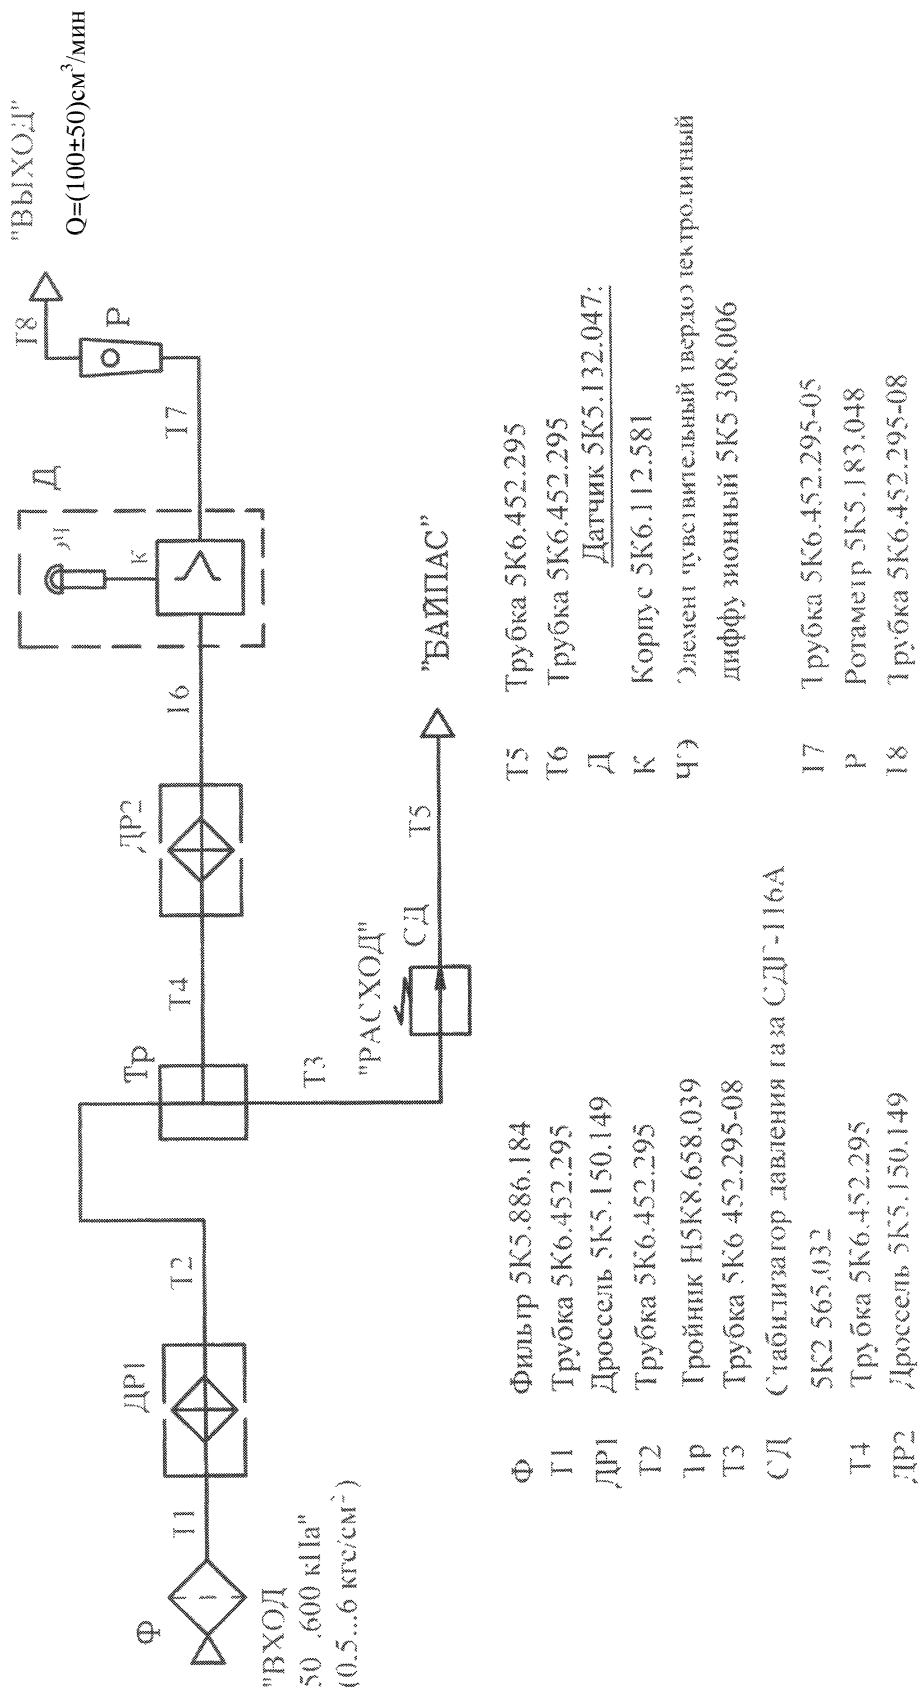 "ВЫХОД"
Q=(100±50)см³/мин
Т8
Р
Т7
Д
К
Т6
ДР2
Т4
Тр
Т3
"РАСХОД"
СД
Т5
"БАЙПАС"
Т2
ДР1
Т1
Ф
"ВХОД
50 .600 кПа"
(0.5...6 кгс/см²)
Ф Фильтр 5К5.886.184
Т1 Трубка 5К6.452.295
ДР1 Дроссель 5К5.150.149
Т2 Трубка 5К6.452.295
Тр Тройник Н5К8.658.039
Т3 Трубка 5К6 452.295-08
СД Стабилизатор давления газа СДГ-116А
5К2 565.032
Т4 Трубка 5К6.452.295
ДР2 Дроссель 5К5.150.149
Т5 Трубка 5К6.452.295
Т6 Трубка 5К6.452.295
Д Датчик 5К5.132.047:
К Корпус 5К6.112.581
ЧЭ Элемент чувствительный твердоэлектролитный
диффузионный 5К5 308.006
Т7 Трубка 5К6.452.295-05
Р Ротаметр 5К5.183.048
Т8 Трубка 5К6.452.295-08